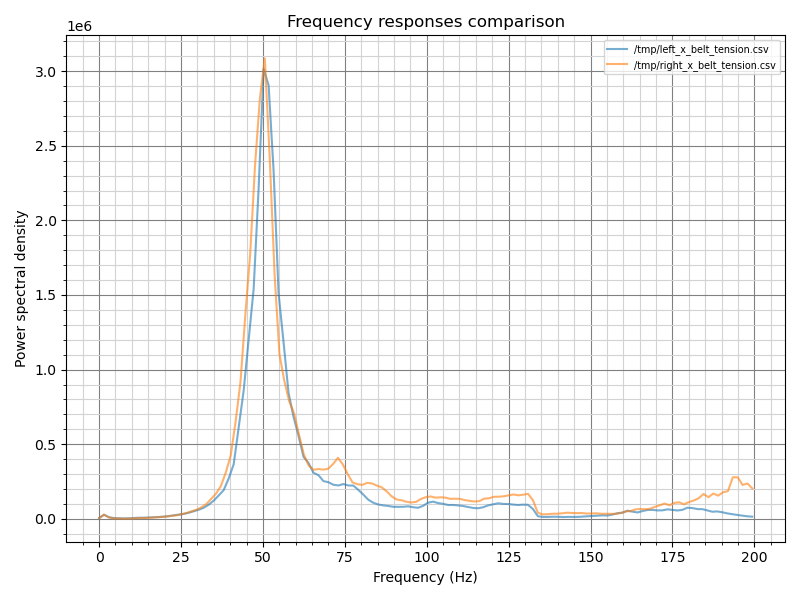 Frequency responses comparison
1e6
/tmp/left_x_belt_tension.csv
/tmp/right_x_belt_tension.csv
3.0
2.5
2.0
1.5
1.0
0.5
0.0
Power spectral density
0 25 50 75 100 125 150 175 200
Frequency (Hz)